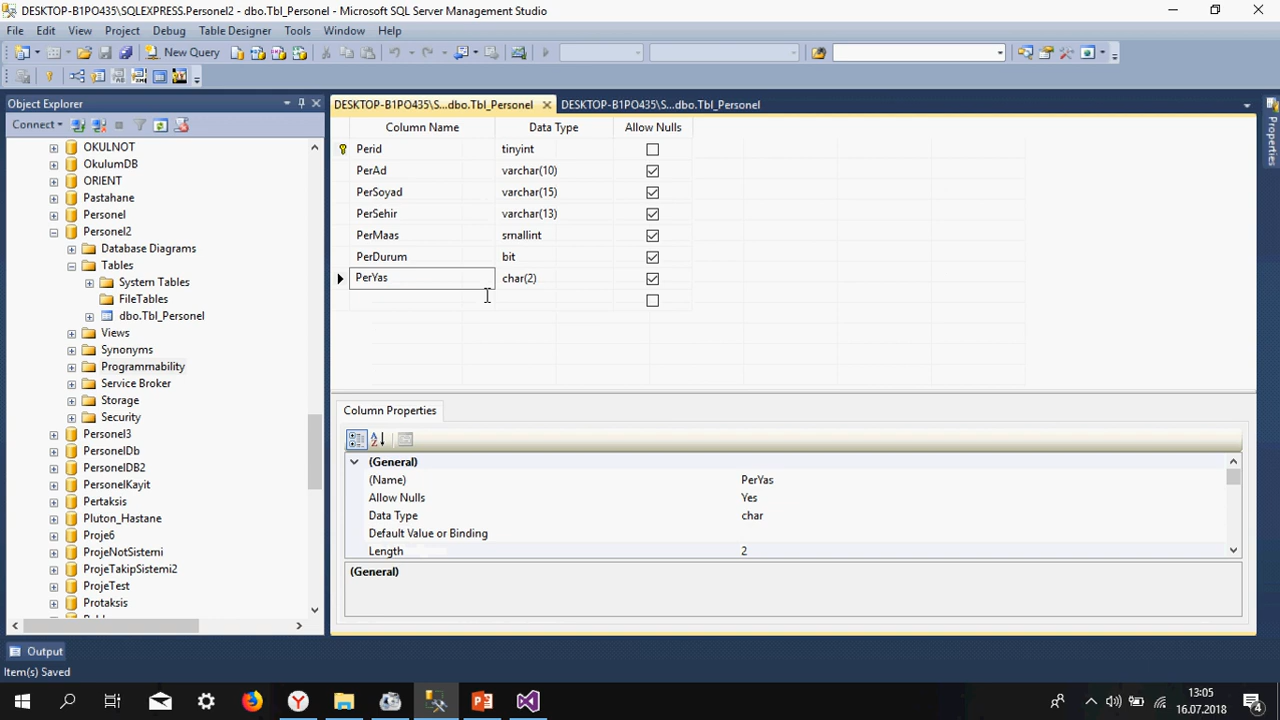 DESKTOP-B1PO435\SQLEXPRESS.Personel2 - dbo.Tbl_Personel - Microsoft SQL Server Management Studio
File Edit View Project Debug Table Designer Tools Window Help
New Query
Object Explorer
Connect
OKULNOT
OkulumDB
ORIENT
Pastahane
Personel
Personel2
Database Diagrams
Tables
System Tables
FileTables
dbo.Tbl_Personel
Views
Synonyms
Programmability
Service Broker
Storage
Security
Personel3
PersonelDb
PersonelDB2
PersonelKayit
Pertaksis
Pluton_Hastane
Proje6
ProjeNotSistemi
ProjeTakipSistemi2
ProjeTest
Protaksis
DESKTOP-B1PO435\S...dbo.Tbl_Personel DESKTOP-B1PO435\S...dbo.Tbl_Personel
Column Name Data Type Allow Nulls
Perid tinyint
PerAd varchar(10)
PerSoyad varchar(15)
PerSehir varchar(13)
PerMaas smallint
PerDurum bit
PerYas char(2)
Column Properties
(General)
(Name) PerYas
Allow Nulls Yes
Data Type char
Default Value or Binding
Length 2
(General)
Properties
Output
Item(s) Saved
13:05
16.07.2018
4